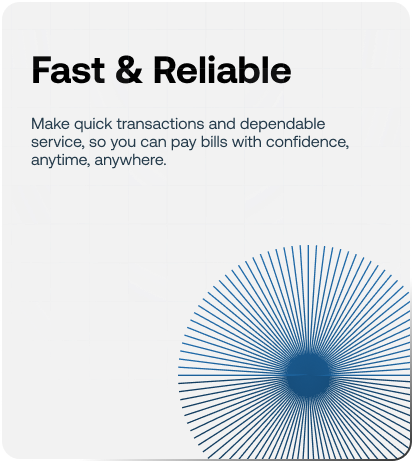 Fast & Reliable
Make quick transactions and dependable
service, so you can pay bills with confidence,
anytime, anywhere.